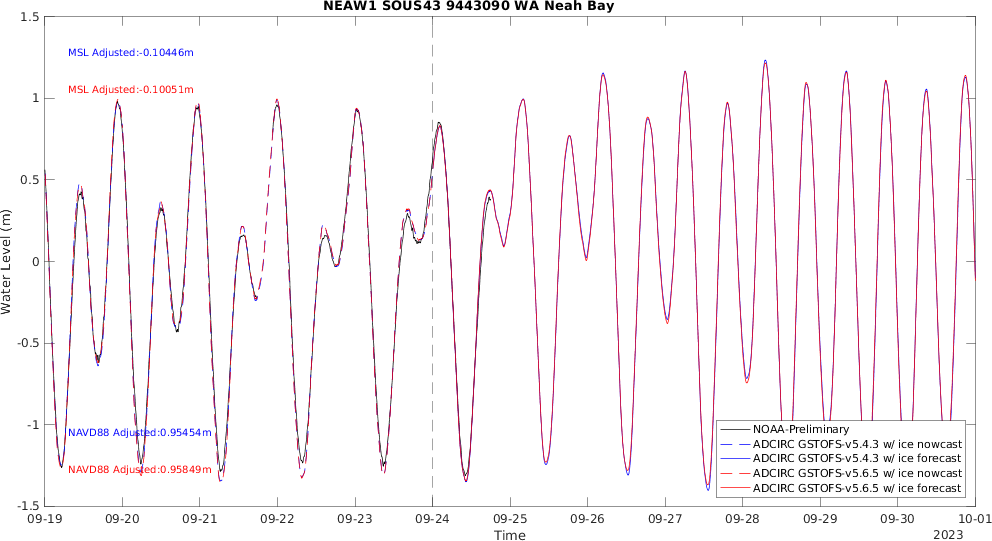 NEAW1 SOUS43 9443090 WA Neah Bay
MSL Adjusted:-0.10446m
MSL Adjusted:-0.10051m
NAVD88 Adjusted:0.95454m
NAVD88 Adjusted:0.95849m
Water Level (m)
1.5
1
0.5
0
-0.5
-1
-1.5
NOAA-Preliminary
ADCIRC GSTOFS-v5.4.3 w/ ice nowcast
ADCIRC GSTOFS-v5.4.3 w/ ice forecast
ADCIRC GSTOFS-v5.6.5 w/ ice nowcast
ADCIRC GSTOFS-v5.6.5 w/ ice forecast
09-19 09-20 09-21 09-22 09-23 09-24 09-25 09-26 09-27 09-28 09-29 09-30 10-01
Time
2023